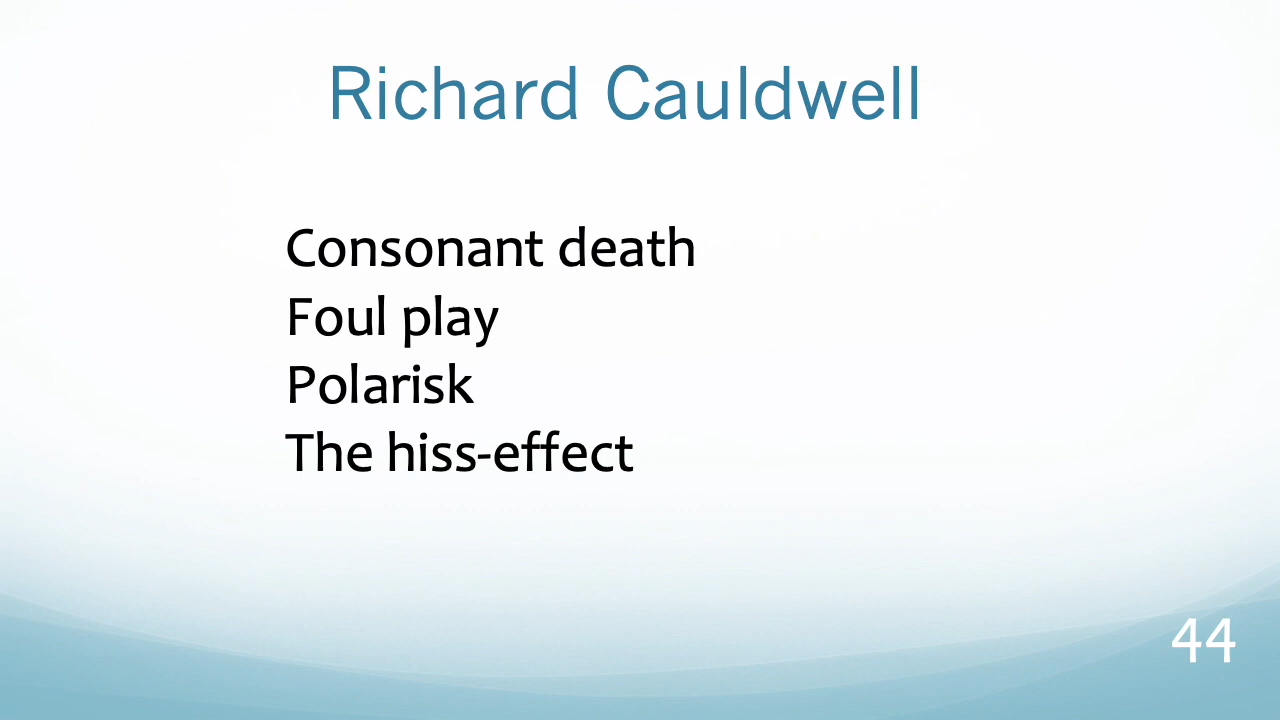 Richard Cauldwell
Consonant death
Foul play
Polarisk
The hiss-effect
44